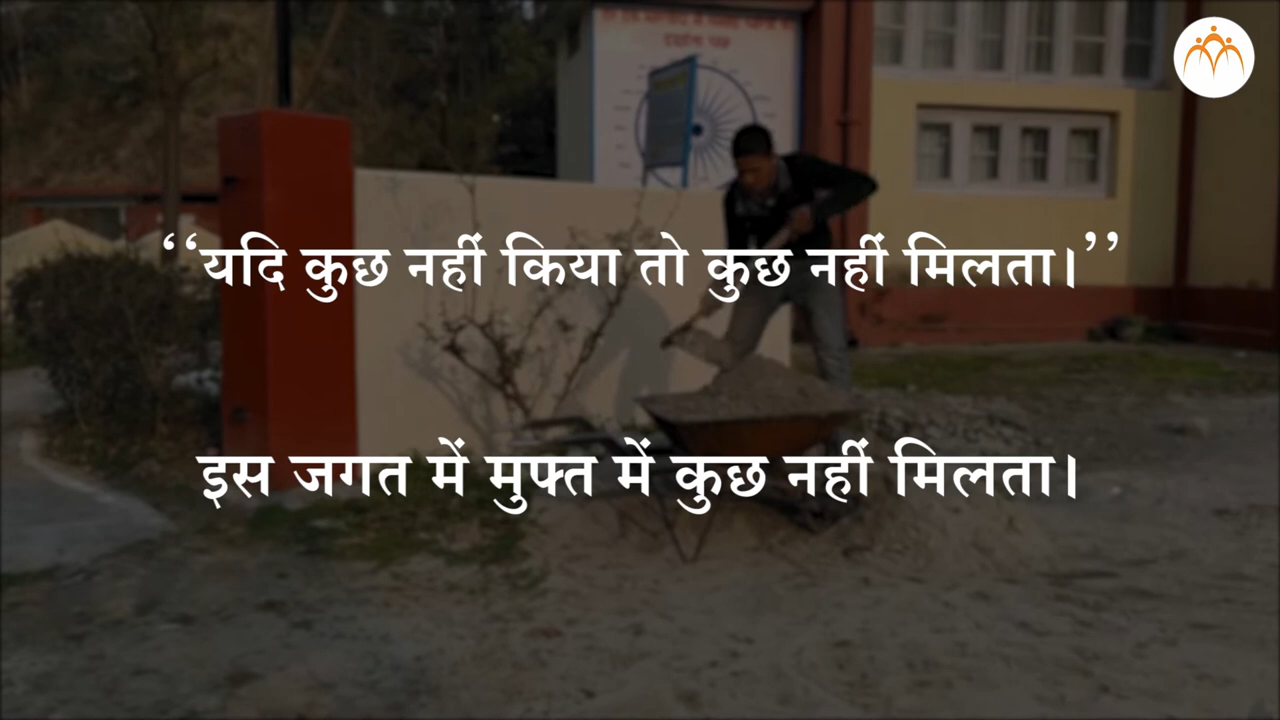 ‘‘यदि कुछ नहीं किया तो कुछ नहीं मिलता।’’
इस जगत में मुफ्त में कुछ नहीं मिलता।